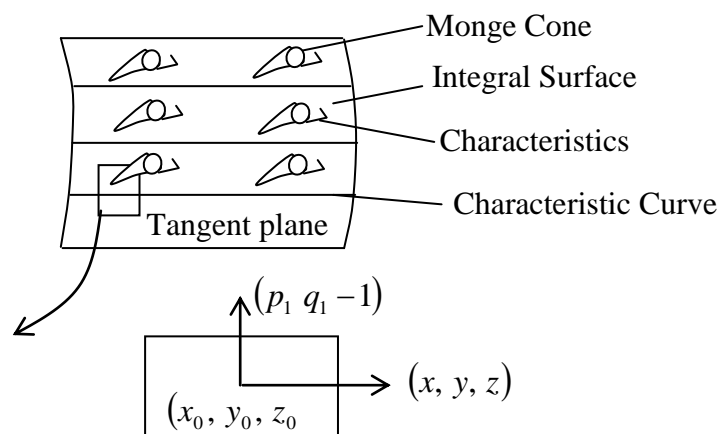 Monge Cone
Integral Surface
Characteristics
Characteristic Curve
Tangent plane
(p₁ q₁ −1)
(x, y, z)
(x₀, y₀, z₀